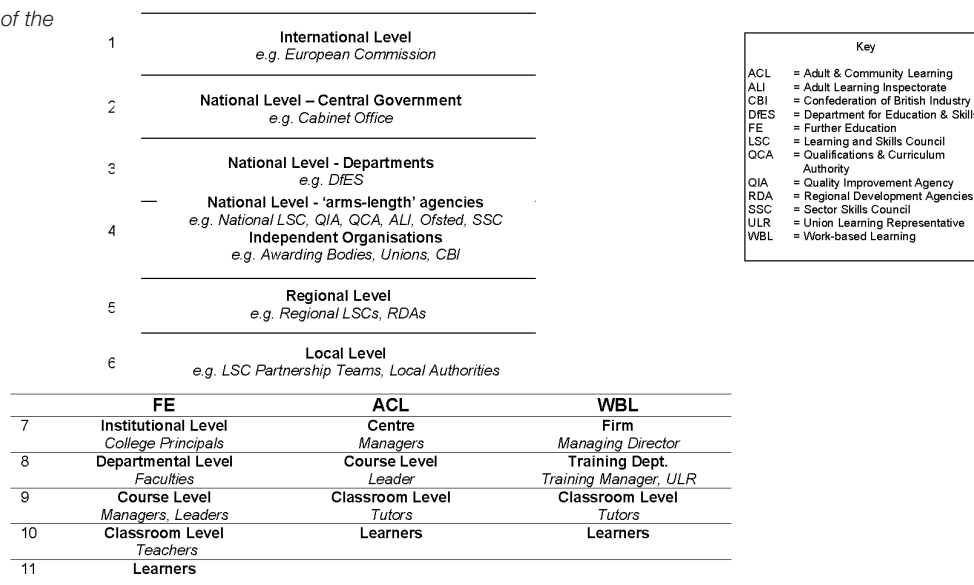 of the
1
International Level
e.g. European Commission
2
National Level – Central Government
e.g. Cabinet Office
3
National Level - Departments
e.g. DfES
4
National Level - ‘arms-length’ agencies
e.g. National LSC, QIA, QCA, ALI, Ofsted, SSC
Independent Organisations
e.g. Awarding Bodies, Unions, CBI
5
Regional Level
e.g. Regional LSCs, RDAs
6
Local Level
e.g. LSC Partnership Teams, Local Authorities
Key
ACL = Adult & Community Learning
ALI = Adult Learning Inspectorate
CBI = Confederation of British Industry
DfES = Department for Education & Skills
FE = Further Education
LSC = Learning and Skills Council
QCA = Qualifications & Curriculum
Authority
QIA = Quality Improvement Agency
RDA = Regional Development Agencies
SSC = Sector Skills Council
ULR = Union Learning Representative
WBL = Work-based Learning
FE ACL WBL
7 Institutional Level Centre Firm
College Principals Managers Managing Director
8 Departmental Level Course Level Training Dept.
Faculties Leader Training Manager, ULR
9 Course Level Classroom Level Classroom Level
Managers, Leaders Tutors Tutors
10 Classroom Level Learners Learners
Teachers
11 Learners